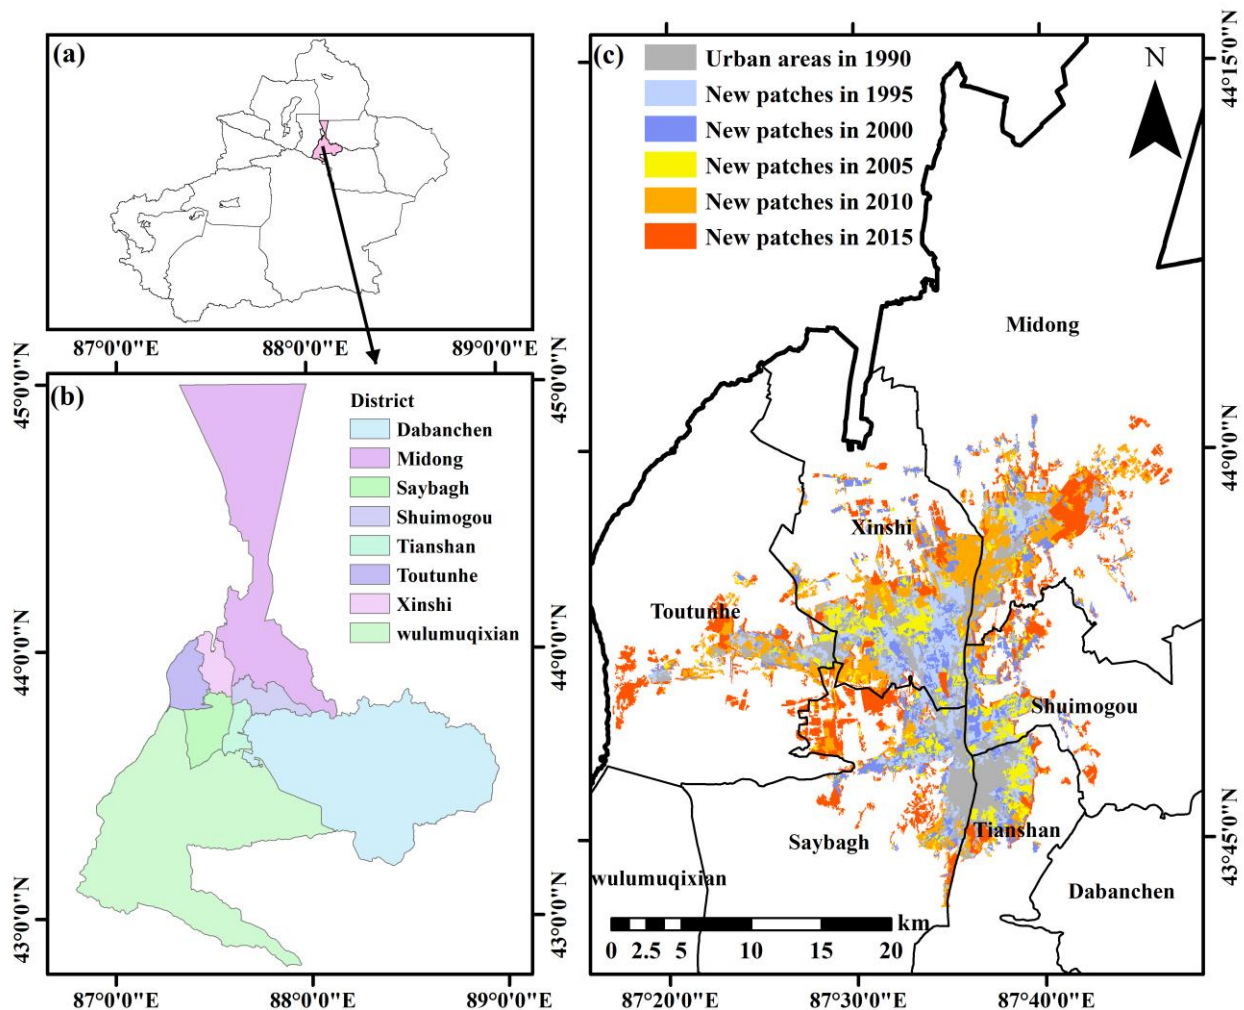 (a)
87°0'0"E
88°0'0"E
89°0'0"E
(b)
District
Dabanchen
Midong
Saybagh
Shuimogou
Tianshan
Toutunhe
Xinshi
wulumuqixian
45°0'0"N
44°0'0"N
43°0'0"N
45°0'0"N
44°0'0"N
43°0'0"N
87°0'0"E
88°0'0"E
89°0'0"E
(c)
Urban areas in 1990
New patches in 1995
New patches in 2000
New patches in 2005
New patches in 2010
New patches in 2015
N
Midong
Xinshi
Toutunhe
Shuimogou
Tianshan
Saybagh
wulumuqixian
Dabanchen
km
0 2.5 5 10 15 20
44°15'0"N
44°0'0"N
43°45'0"N
87°20'0"E
87°30'0"E
87°40'0"E